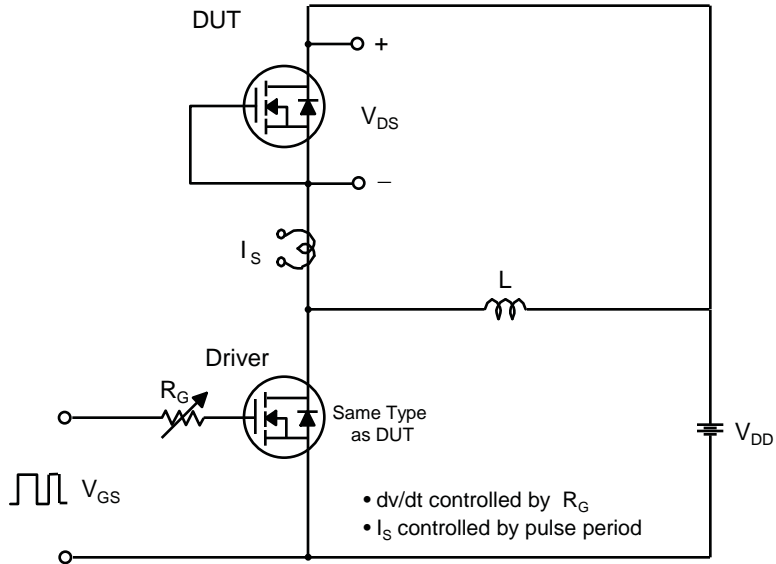 DUT
+
V_DS
−
I_S
L
Driver
R_G
Same Type
as DUT
V_DD
V_GS
• dv/dt controlled by R_G
• I_S controlled by pulse period